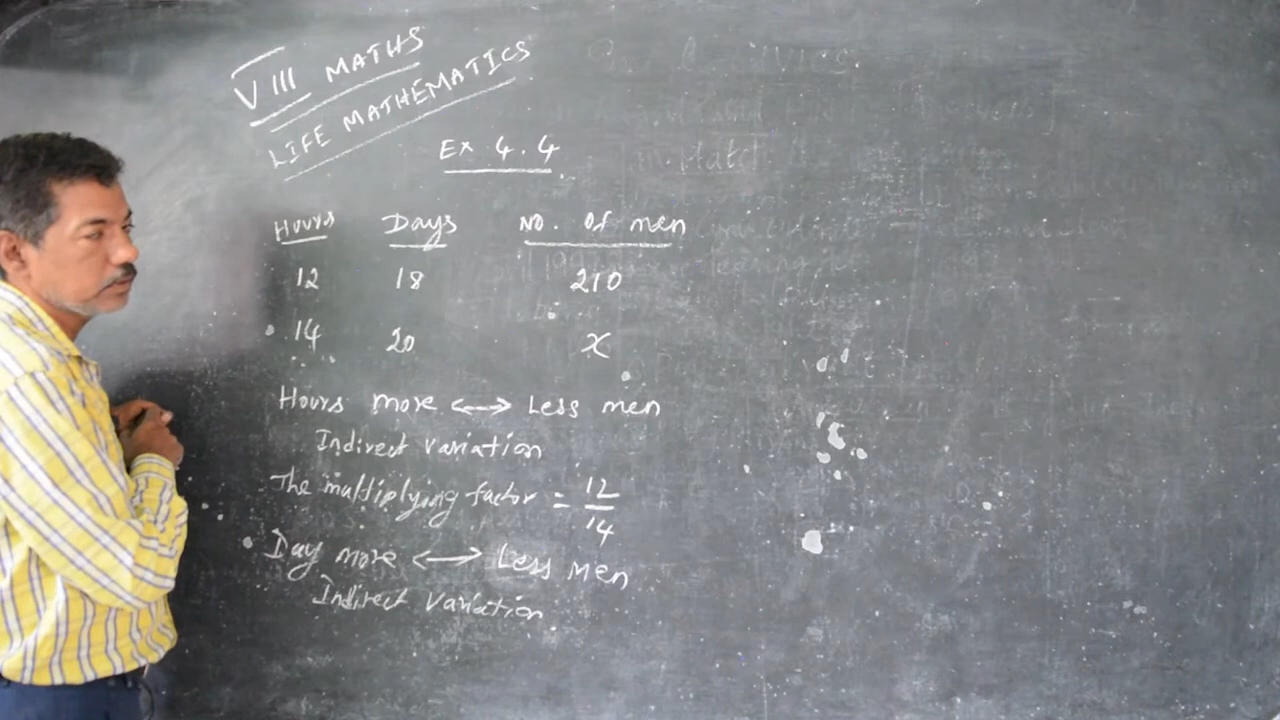 VIII MATHS
LIFE MATHEMATICS
Ex 4.4
Hours Days No. of men
12 18 210
14 20 x
Hours more ⟷ Less men
Indirect variation
The multiplying factor = 12/14
Day more ⟷ Less Men
Indirect Variation